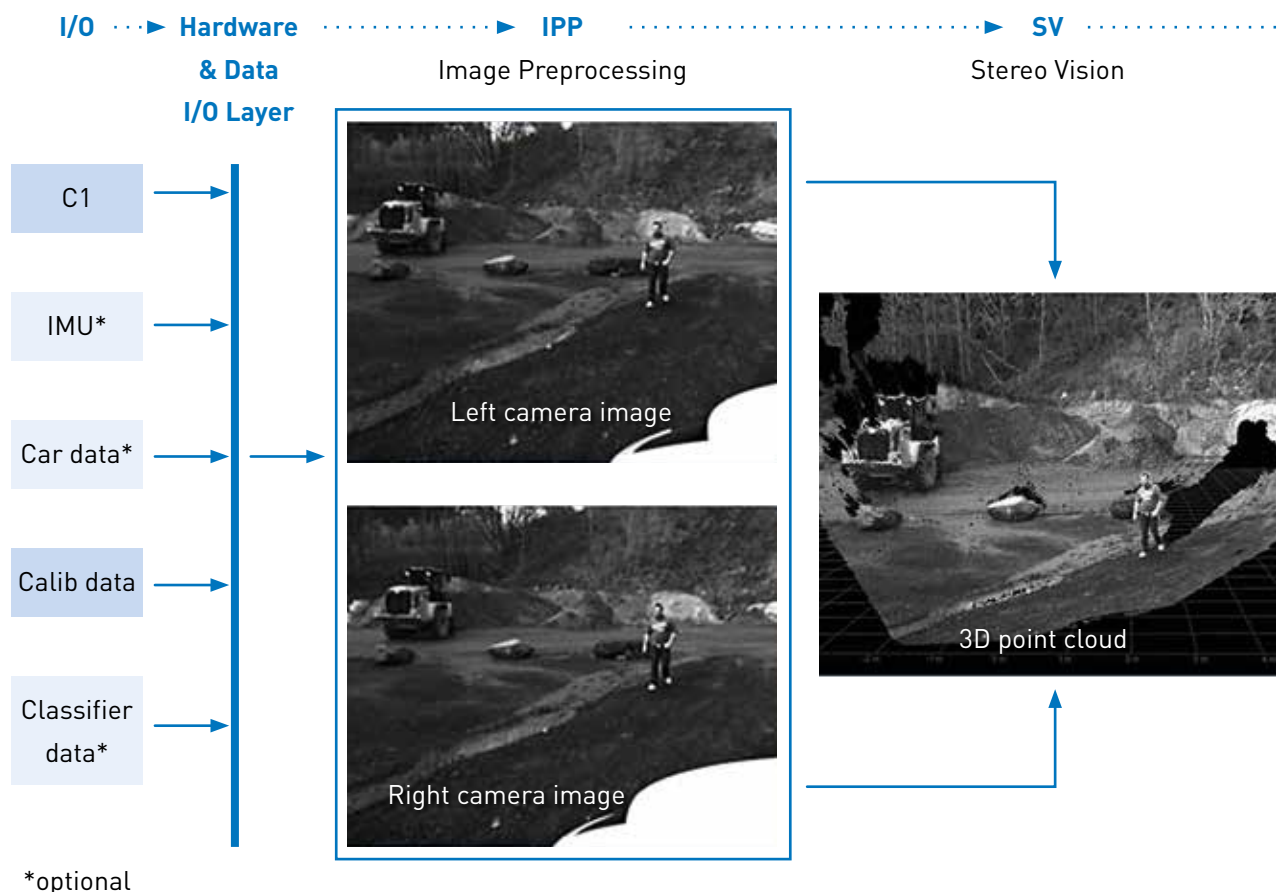 I/O
Hardware
& Data
I/O Layer
IPP
Image Preprocessing
SV
Stereo Vision
C1
IMU*
Car data*
Calib data
Classifier
data*
*optional
Left camera image
Right camera image
3D point cloud